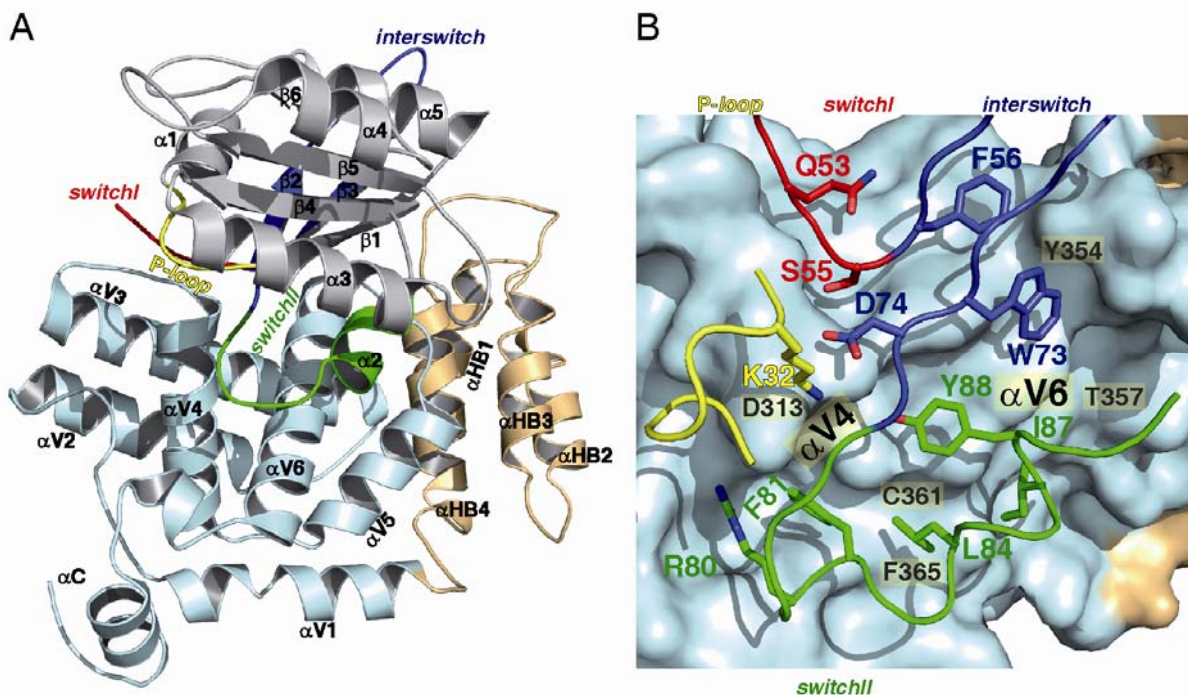 A
interswitch
β6
α5
α4
α1
β5
β2
β3
switchI
β4
β1
P-loop
α3
αV3
switchII
α2
αHB1
αV4
αHB3
αV2
αHB2
αV6
αHB4
αV5
αC
αV1
B
P-loop
switchI
interswitch
Q53
F56
Y354
S55
D74
W73
K32
Y88
αV6
T357
D313
αV4
I87
F81
C361
L84
R80
F365
switchII